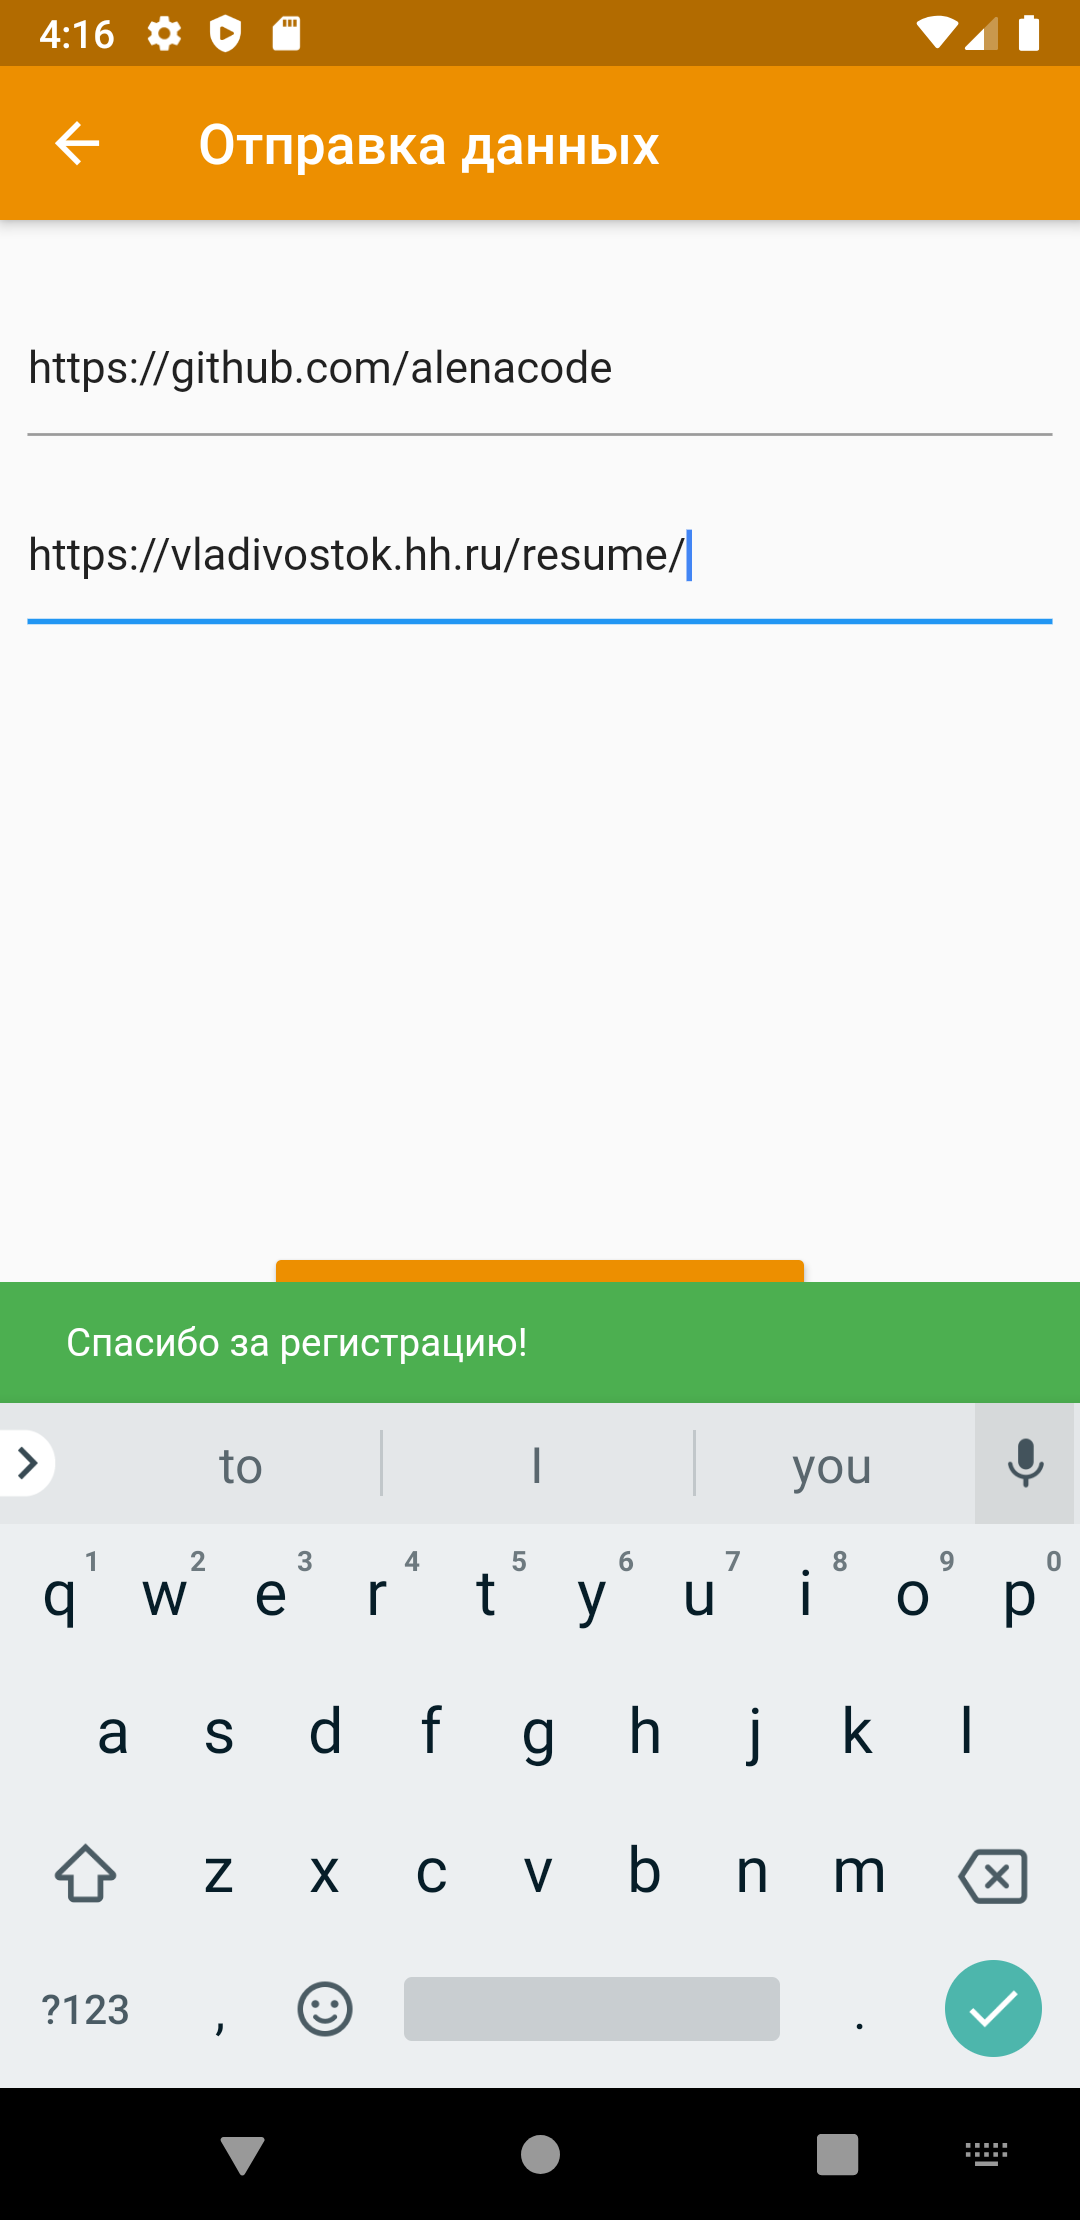 4:16
Отправка данных
https://github.com/alenacode
https://vladivostok.hh.ru/resume/
Спасибо за регистрацию!
to I you
1 2 3 4 5 6 7 8 9 0
q w e r t y u i o p
a s d f g h j k l
z x c v b n m
?123 , .